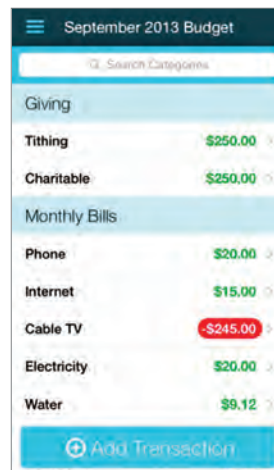 September 2013 Budget
Search Categories
Giving
Tithing $250.00
Charitable $250.00
Monthly Bills
Phone $20.00
Internet $15.00
Cable TV -$245.00
Electricity $20.00
Water $9.12
Add Transaction